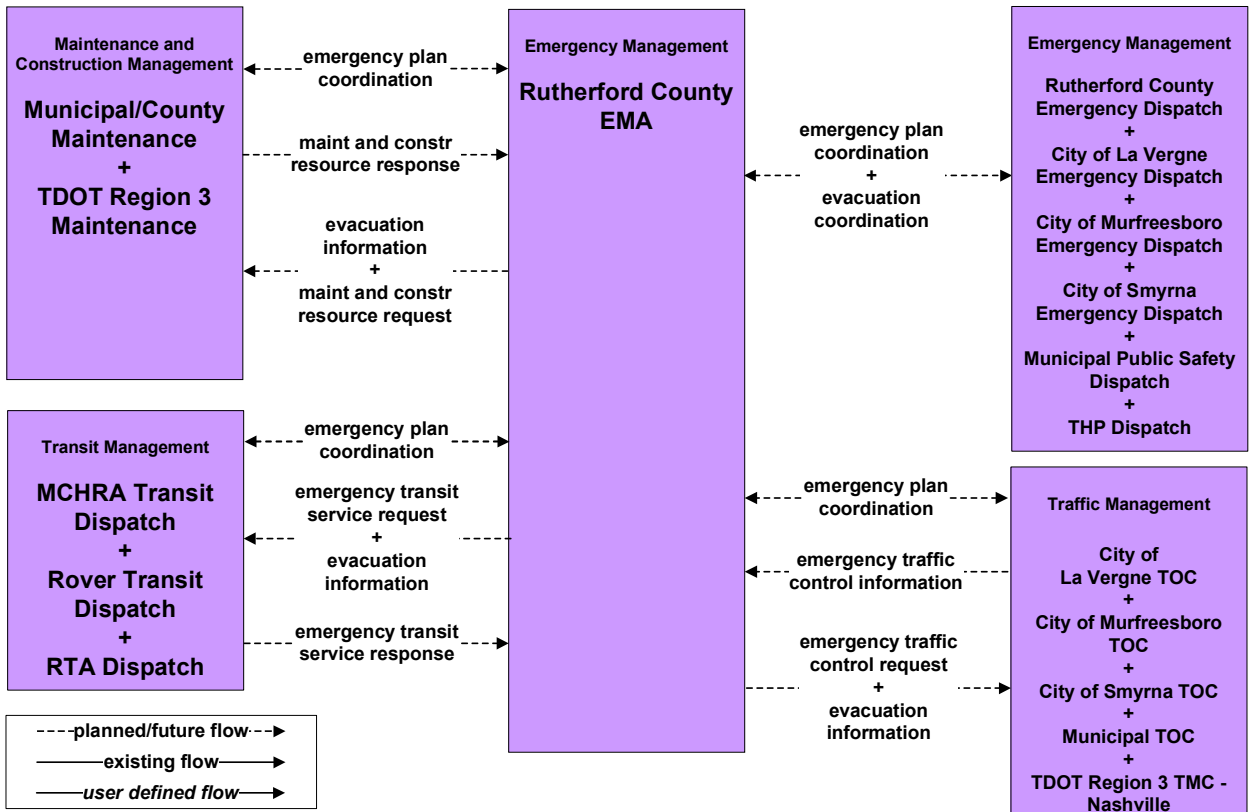 Maintenance and
Construction Management
Municipal/County
Maintenance
+
TDOT Region 3
Maintenance
emergency plan
coordination
maint and constr
resource response
evacuation
information
+
maint and constr
resource request
Transit Management
MCHRA Transit
Dispatch
+
Rover Transit
Dispatch
+
RTA Dispatch
emergency plan
coordination
emergency transit
service request
+
evacuation
information
emergency transit
service response
planned/future flow
existing flow
user defined flow
Emergency Management
Rutherford County
EMA
emergency plan
coordination
+
evacuation
coordination
Emergency Management
Rutherford County
Emergency Dispatch
+
City of La Vergne
Emergency Dispatch
+
City of Murfreesboro
Emergency Dispatch
+
City of Smyrna
Emergency Dispatch
+
Municipal Public Safety
Dispatch
+
THP Dispatch
emergency plan
coordination
emergency traffic
control information
emergency traffic
control request
+
evacuation
information
Traffic Management
City of
La Vergne TOC
+
City of Murfreesboro
TOC
+
City of Smyrna TOC
+
Municipal TOC
+
TDOT Region 3 TMC -
Nashville